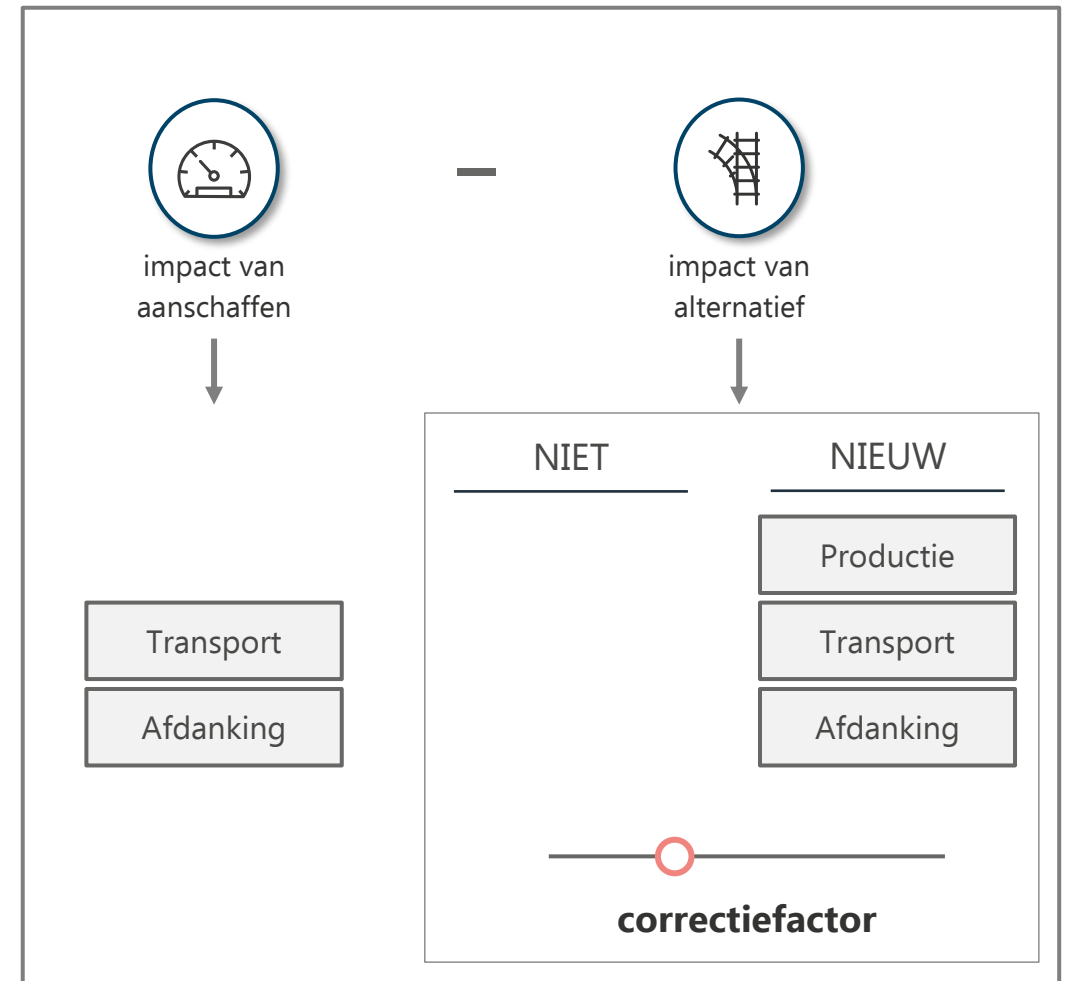 impact van
aanschaffen
impact van
alternatief
NIET
NIEUW
Productie
Transport
Afdanking
Transport
Afdanking
correctiefactor